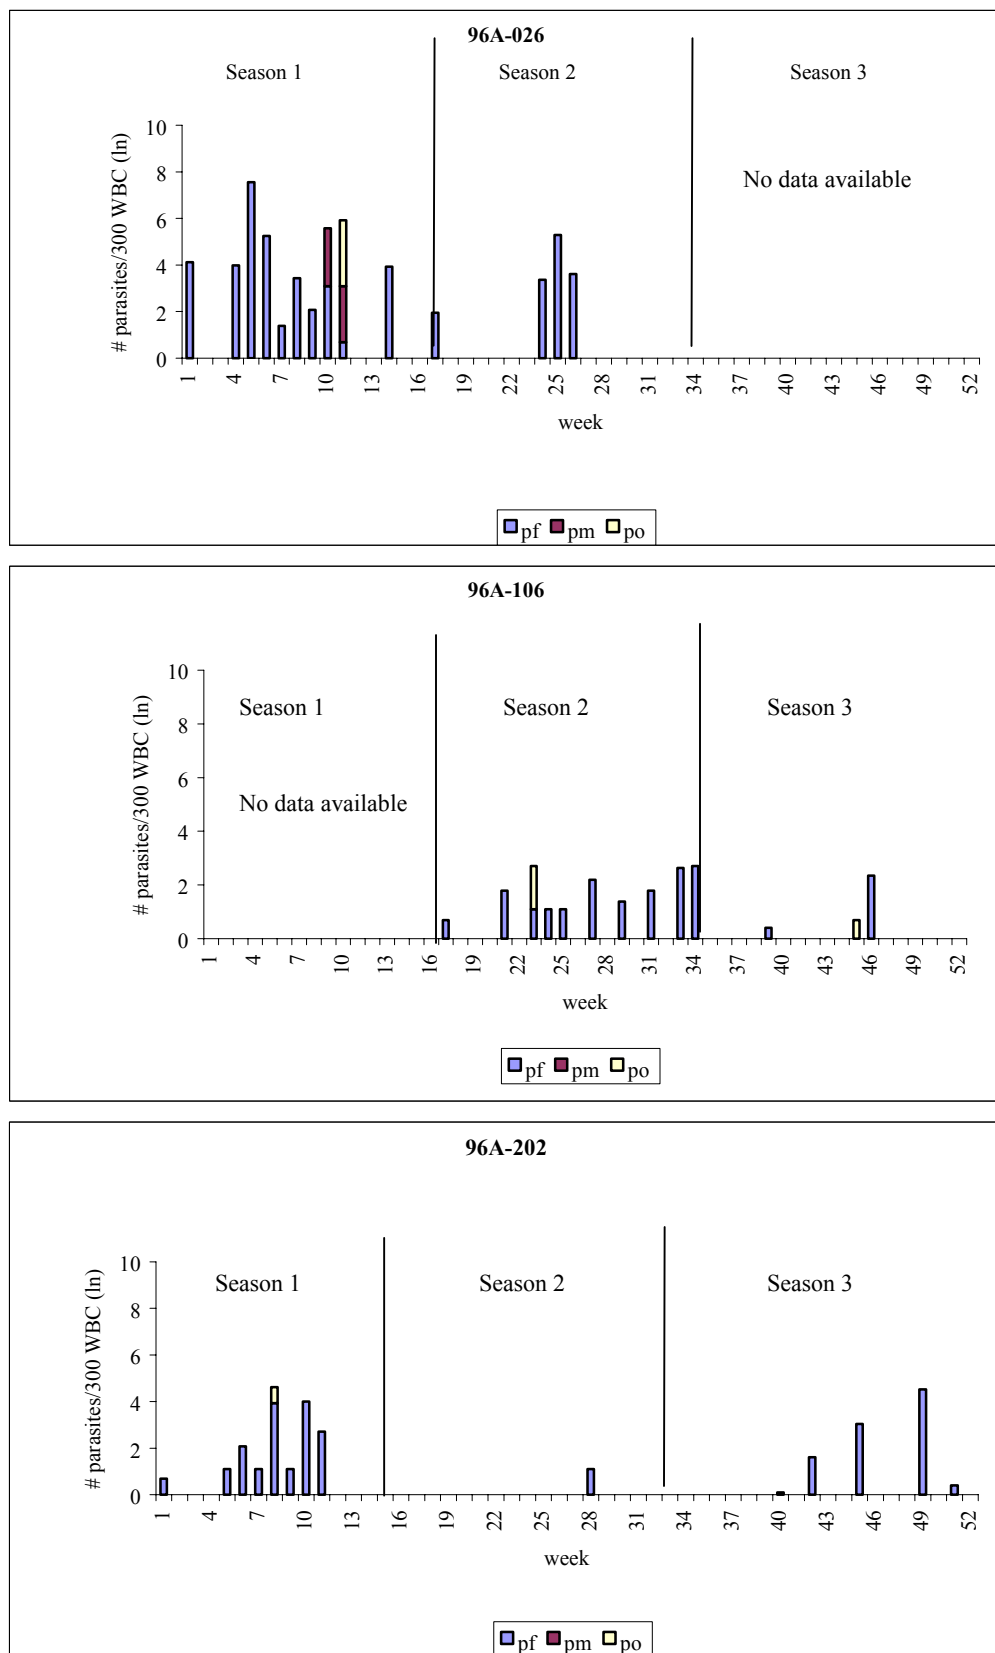 96A-026
Season 1 Season 2 Season 3
# parasites/300 WBC (ln)
10
8
6
4
2
0
No data available
1 4 7 10 13 16 19 22 25 28 31 34 37 40 43 46 49 52
week
pf pm po
96A-106
# parasites/300 WBC (ln)
10
8
6
4
2
0
Season 1 Season 2 Season 3
No data available
1 4 7 10 13 16 19 22 25 28 31 34 37 40 43 46 49 52
week
pf pm po
96A-202
# parasites/300 WBC (ln)
10
8
6
4
2
0
Season 1 Season 2 Season 3
1 4 7 10 13 16 19 22 25 28 31 34 37 40 43 46 49 52
week
pf pm po